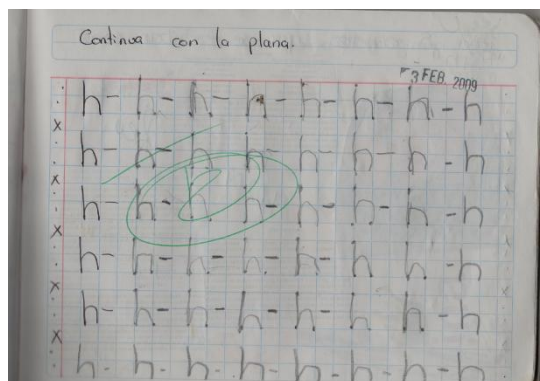 Continua con la plana.
3 FEB. 2009
h - h - h - h - h - h - h - h
h - h - h - h - h - h - h - h
h - h - h - h - h - h - h - h
h - h - h - h - h - h h - h
h - h - h - h - h - h - h - h
h - h - h - h - h - h - h - h